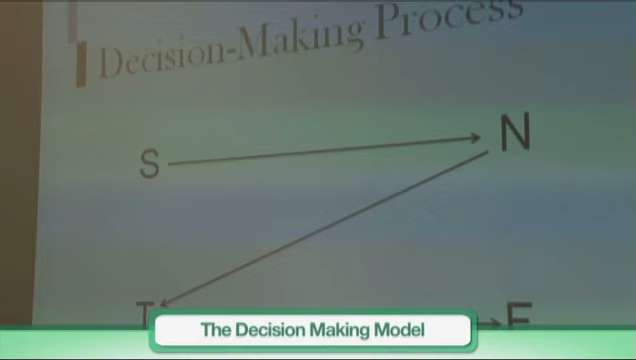 Decision-Making Process
S
N
T
F
The Decision Making Model